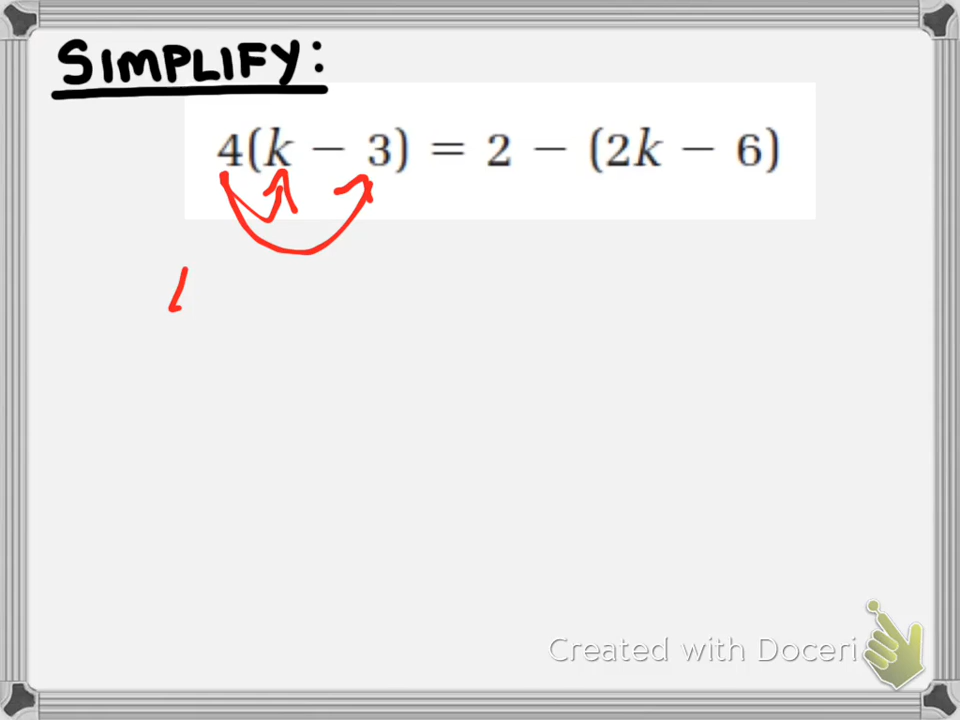 SIMPLIFY:
4(k − 3) = 2 − (2k − 6)
Created with Doceri